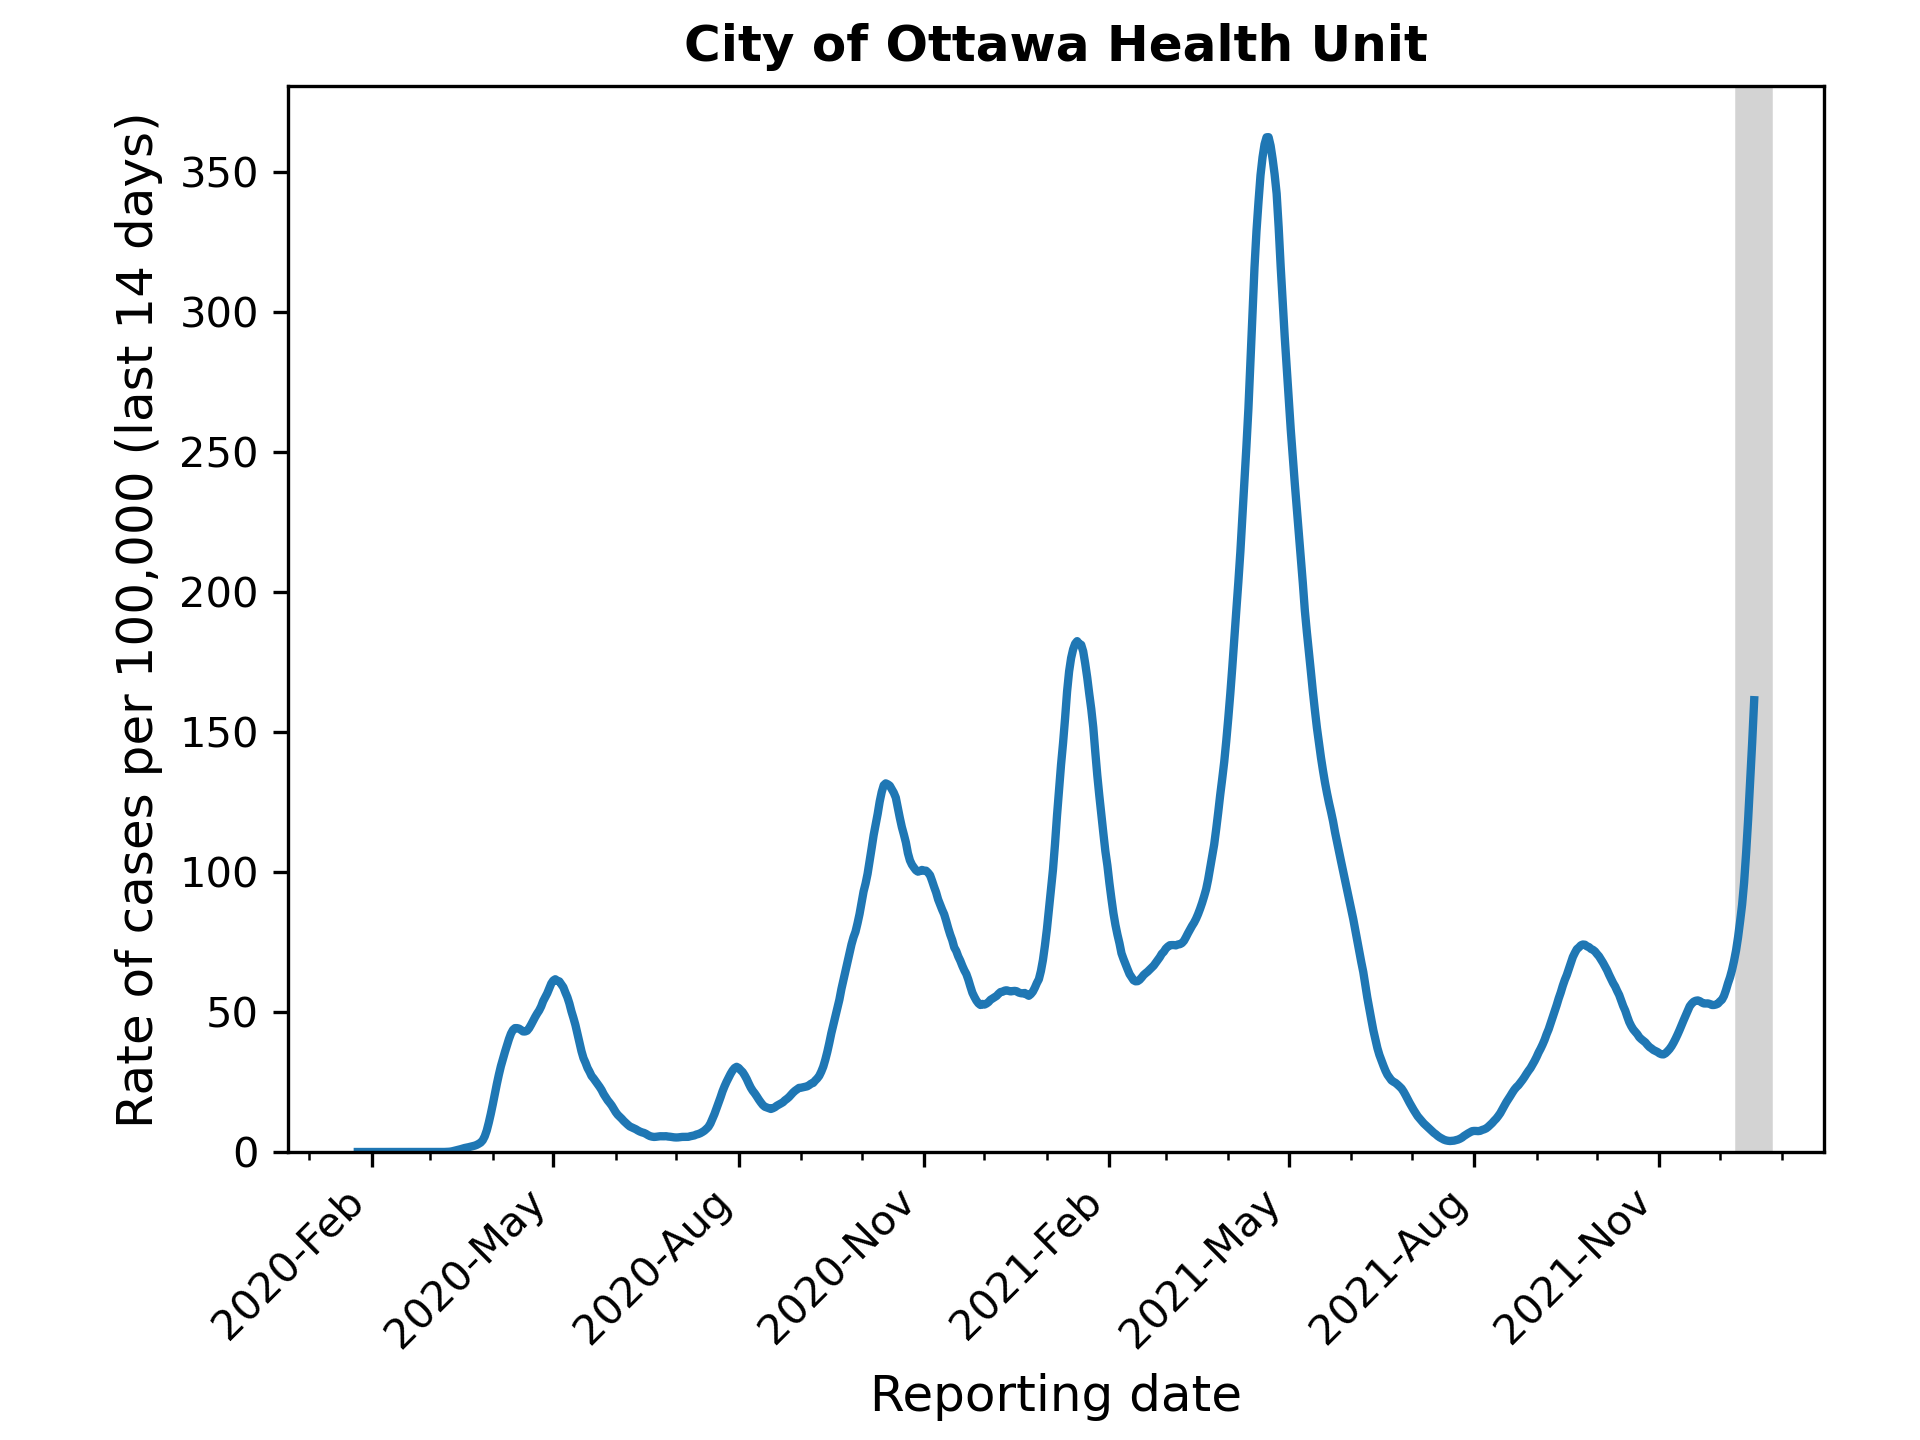 City of Ottawa Health Unit
Rate of cases per 100,000 (last 14 days)
350
300
250
200
150
100
50
0
2020-Feb
2020-May
2020-Aug
2020-Nov
2021-Feb
2021-May
2021-Aug
2021-Nov
Reporting date